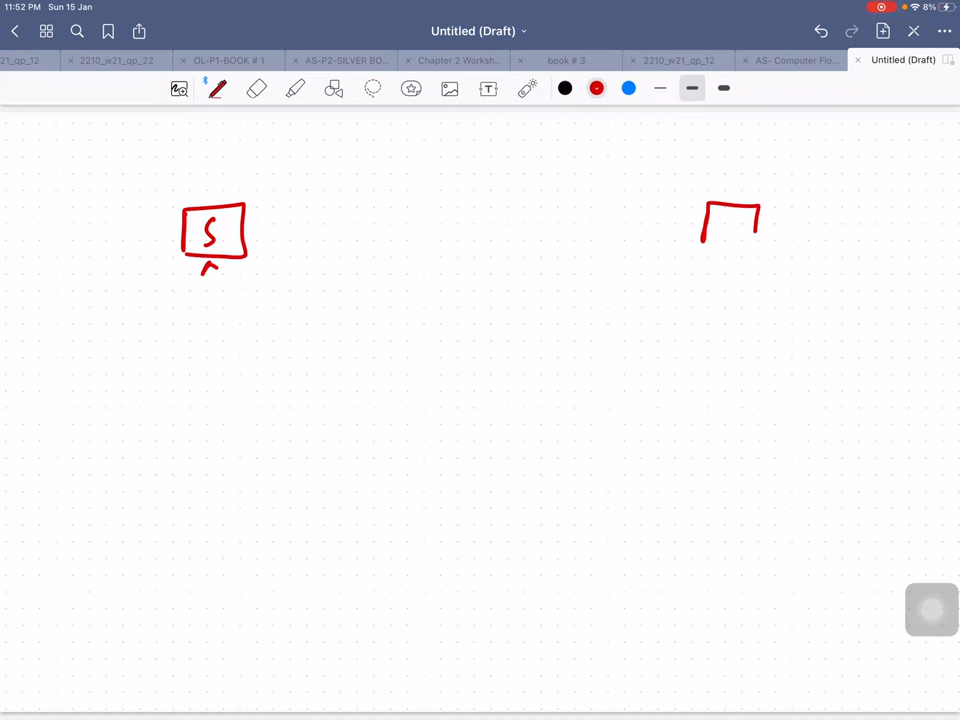 11:52 PM Sun 15 Jan 8%
Untitled (Draft)
21_qp_12 2210_w21_qp_22 OL-P1-BOOK # 1 AS-P2-SILVER BO... Chapter 2 Worksh... book # 3 2210_w21_qp_12 AS- Computer Flo... Untitled (Draft)
T
S